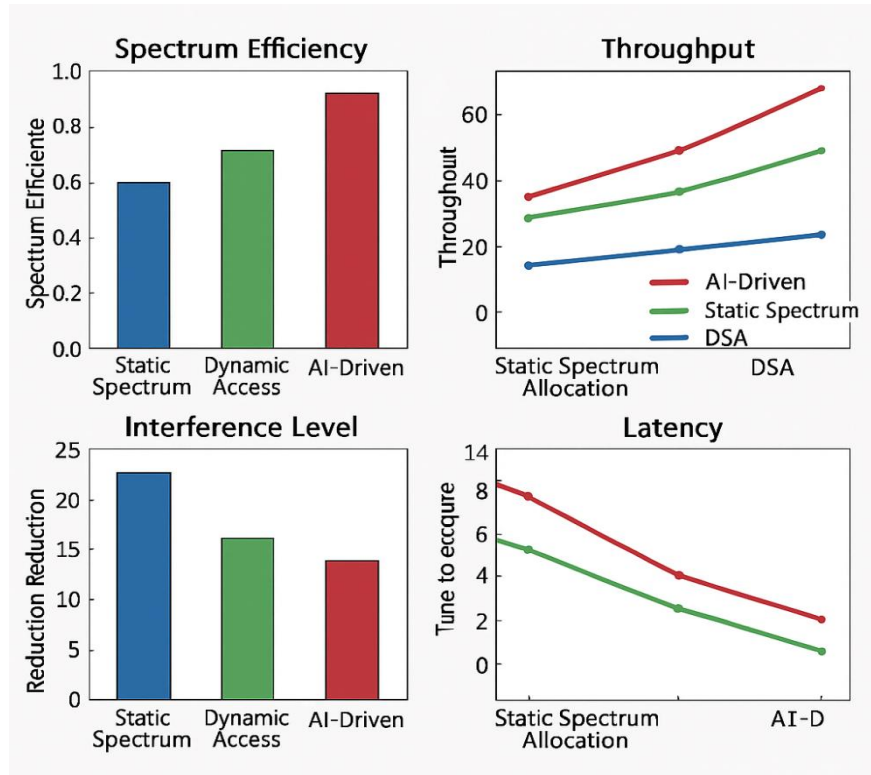 Spectrum Efficiency
Specttum Efficiente
1.0
0.8
0.6
0.4
0.2
0.0
Static Spectrum
Dynamic Access
AI-Driven
Throughput
Throughout
60
40
20
0
AI-Driven
Static Spectrum
DSA
Static Spectrum Allocation
DSA
Interference Level
Reduction Reduction
25
20
15
10
5
0
Static Spectrum
Dynamic Access
AI-Driven
Latency
Tune to eccqure
14
8
6
4
2
0
Static Spectrum Allocation
AI-D